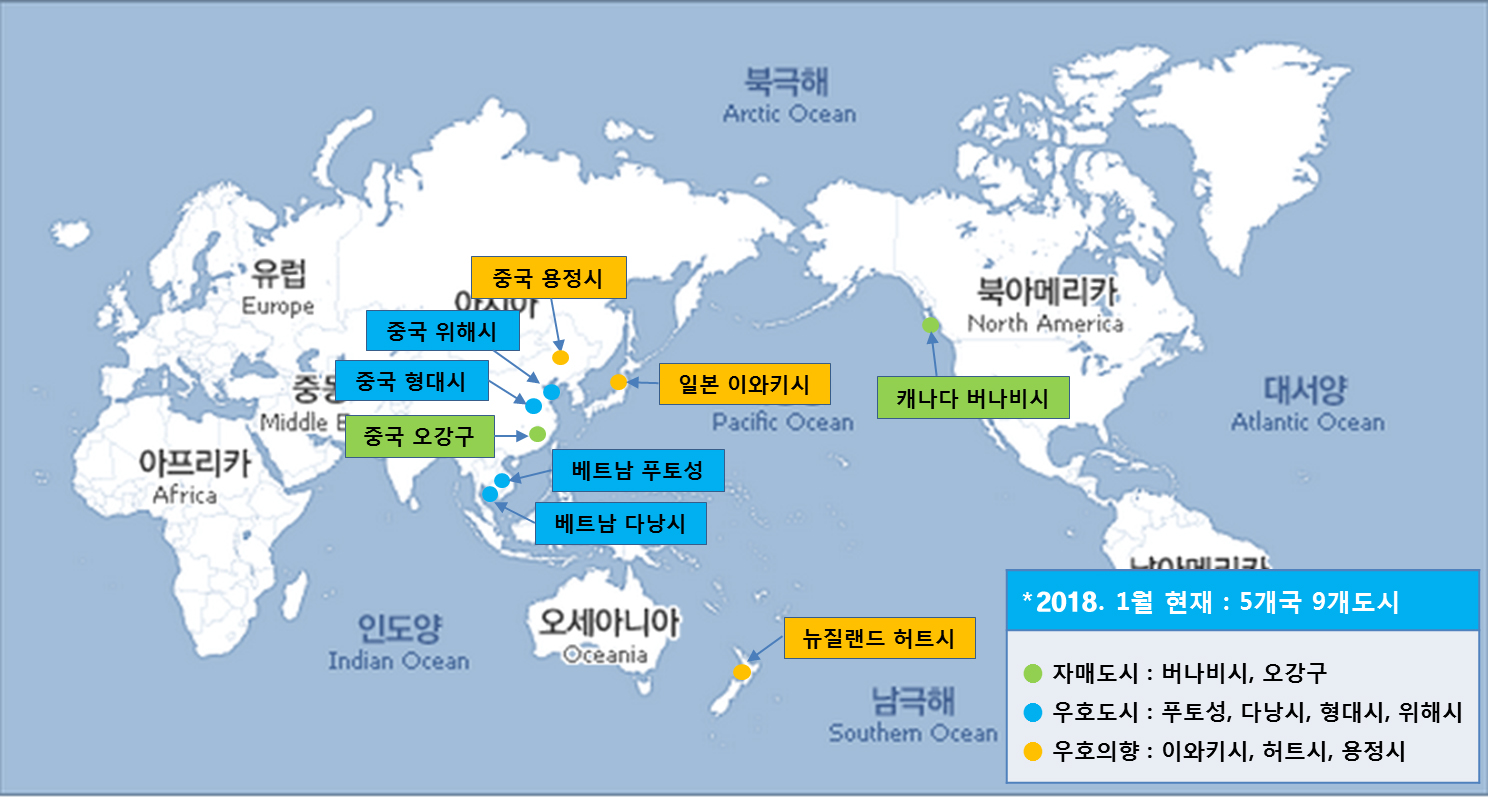 북극해
Arctic Ocean
유럽
Europe
중국 용정시
아시아
중국 위해시
북아메리카
North America
중국 형대시
일본 이와키시
캐나다 버나비시
대서양
Atlantic Ocean
Pacific Ocean
중국 오강구
아프리카
Africa
베트남 푸토성
베트남 다낭시
남아메리카
*2018. 1월 현재 : 5개국 9개도시
오세아니아
Oceania
인도양
Indian Ocean
뉴질랜드 허트시
자매도시 : 버나비시, 오강구
우호도시 : 푸토성, 다낭시, 형대시, 위해시
우호의향 : 이와키시, 허트시, 용정시
남극해
Southern Ocean